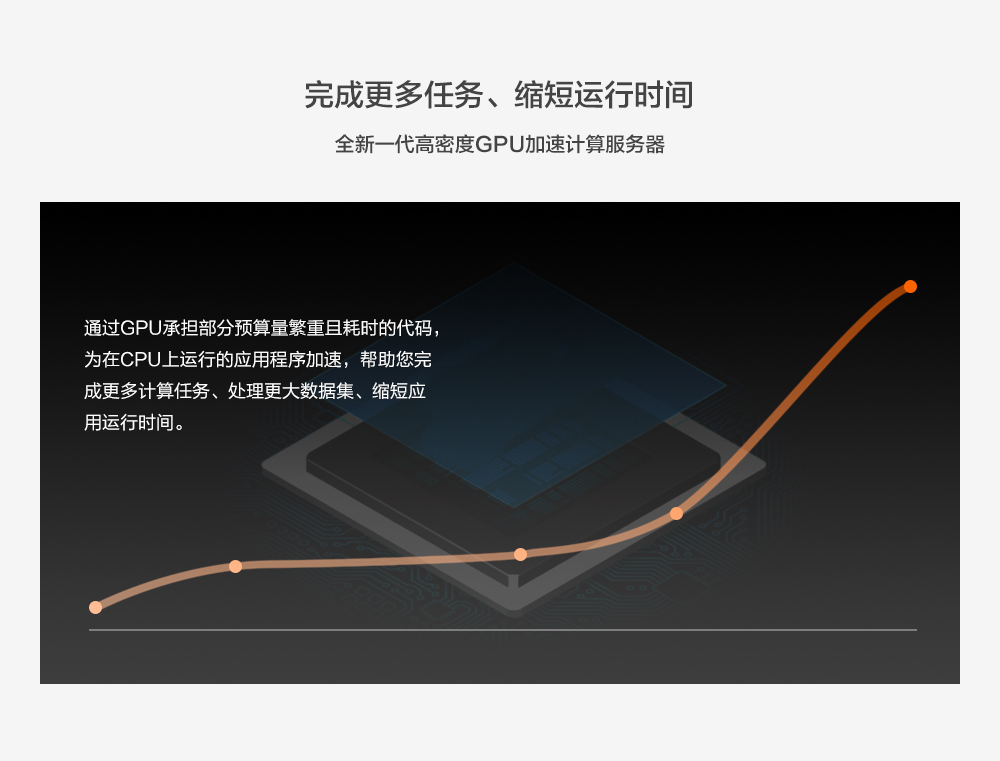 完成更多任务、缩短运行时间
全新一代高密度GPU加速计算服务器
通过GPU承担部分预算量繁重且耗时的代码，
为在CPU上运行的应用程序加速，帮助您完
成更多计算任务、处理更大数据集、缩短应
用运行时间。